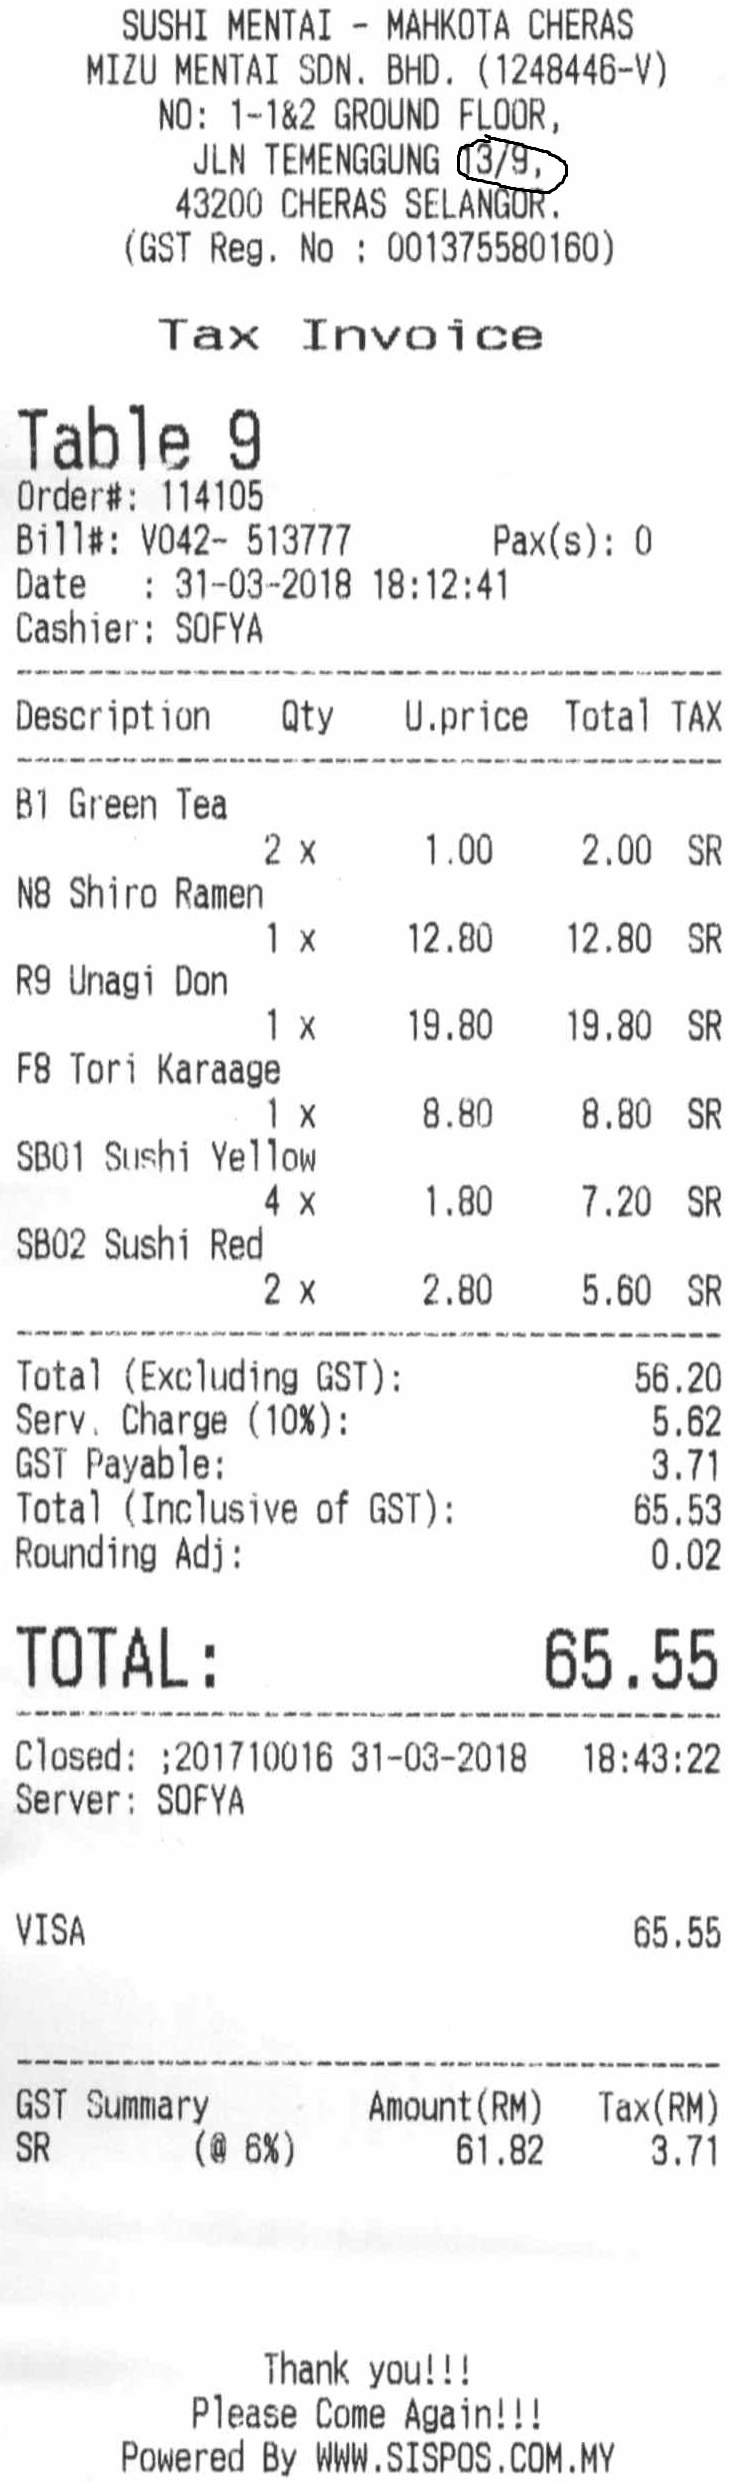 SUSHI MENTAI - MAHKOTA CHERAS
MIZU MENTAI SDN. BHD. (1248446-V)
NO: 1-1&2 GROUND FLOOR,
JLN TEMENGGUNG 13/9,
43200 CHERAS SELANGOR.
(GST Reg. No : 001375580160)
Tax Invoice
Table 9
Order#: 114105
Bill#: V042- 513777 Pax(s): 0
Date : 31-03-2018 18:12:41
Cashier: SOFYA
Description Qty U.price Total TAX
B1 Green Tea
2 x 1.00 2.00 SR
N8 Shiro Ramen
1 x 12.80 12.80 SR
R9 Unagi Don
1 x 19.80 19.80 SR
F8 Tori Karaage
1 x 8.80 8.80 SR
SB01 Sushi Yellow
4 x 1.80 7.20 SR
SB02 Sushi Red
2 x 2.80 5.60 SR
Total (Excluding GST): 56.20
Serv. Charge (10%): 5.62
GST Payable: 3.71
Total (Inclusive of GST): 65.53
Rounding Adj: 0.02
TOTAL: 65.55
Closed: ;201710016 31-03-2018 18:43:22
Server: SOFYA
VISA 65.55
GST Summary Amount(RM) Tax(RM)
SR (@ 6%) 61.82 3.71
Thank you!!!
Please Come Again!!!
Powered By WWW.SISPOS.COM.MY